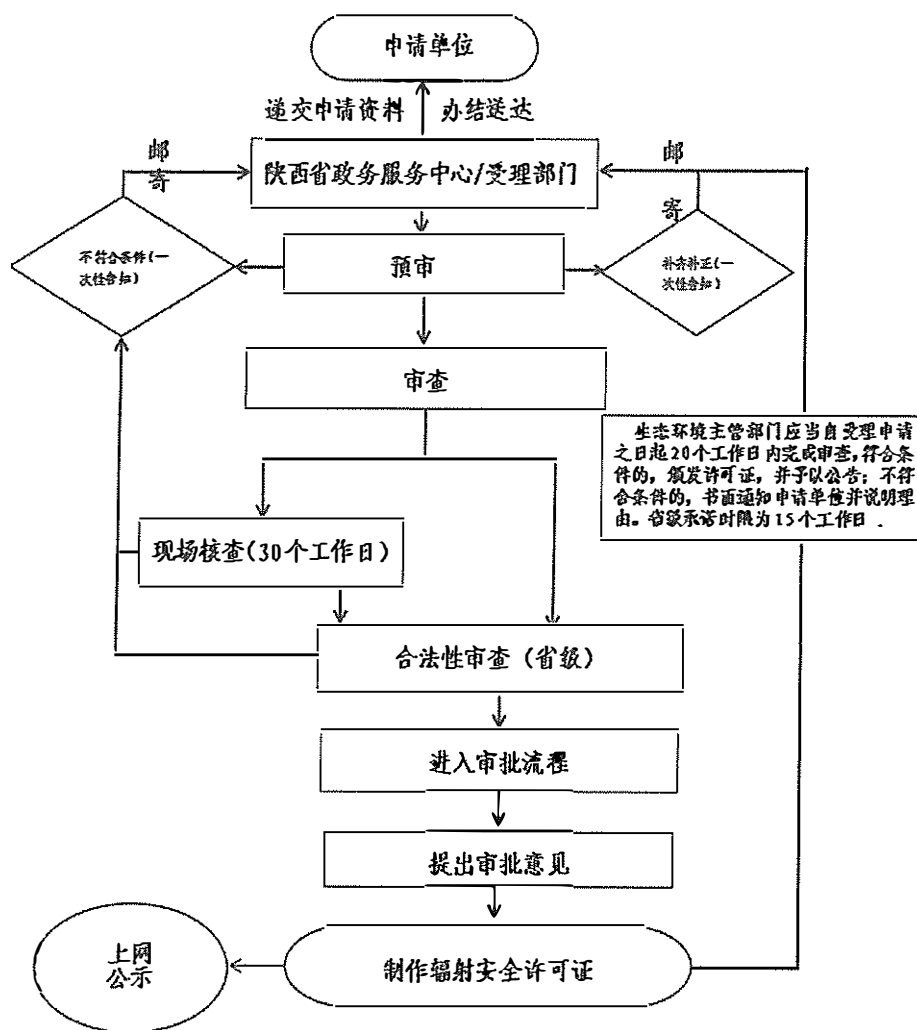 申请单位
递交申请资料 办结送达
邮
寄
陕西省政务服务中心/受理部门
邮
寄
不符合条件(一
次性告知)
预审
补齐补正(一
次性告知)
审查
生态环境主管部门应当自受理申请
之日起20个工作日内完成审查,符合条
件的,颁发许可证,并予以公告;不符
合条件的,书面通知申请单位并说明理
由。省级承诺时限为15个工作日.
现场核查(30个工作日)
合法性审查(省级)
进入审批流程
提出审批意见
上网
公示
制作辐射安全许可证